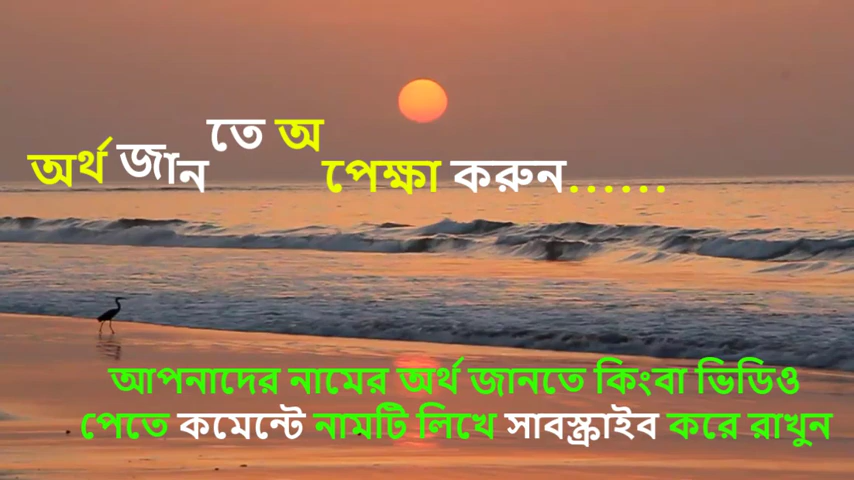 অর্থ জানতে অপেক্ষা করুন......
আপনাদের নামের অর্থ জানতে কিংবা ভিডিও
পেতে কমেন্টে নামটি লিখে সাবস্ক্রাইব করে রাখুন